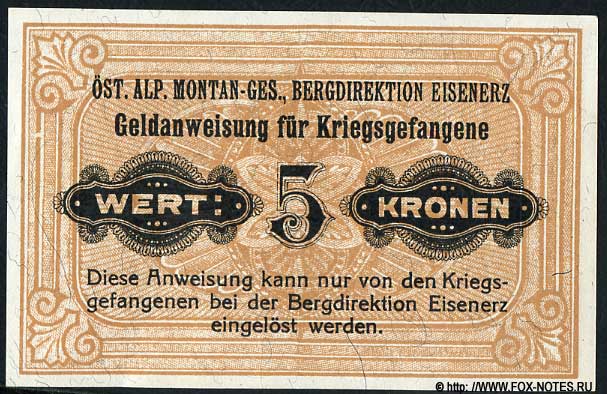 ÖST. ALP. MONTAN-GES., BERGDIREKTION EISENERZ
Geldanweisung für Kriegsgefangene
WERT: 5 KRONEN
Diese Anweisung kann nur von den Kriegs-
gefangenen bei der Bergdirektion Eisenerz
eingelöst werden.
© http://www.FOX-NOTES.RU